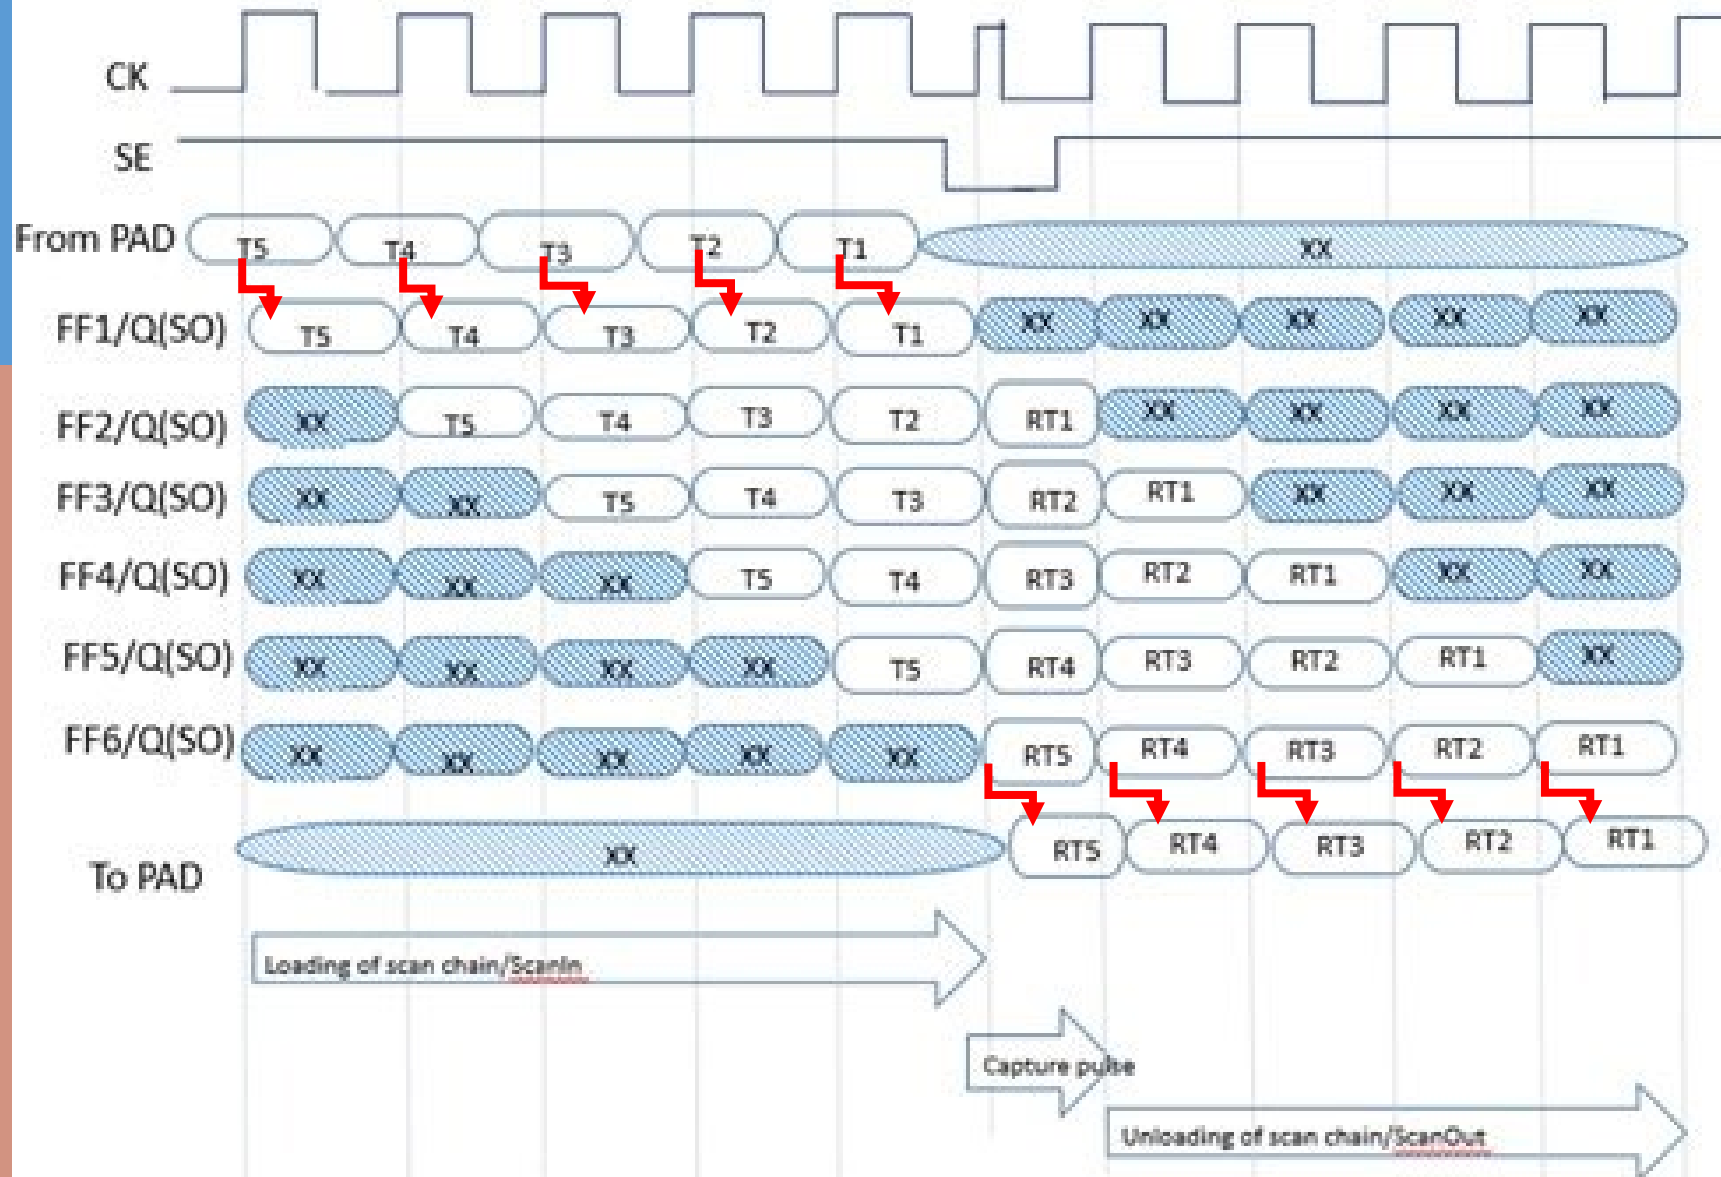 CK
SE
From PAD T5 T4 T3 T2 T1 XX
FF1/Q(SO) T5 T4 T3 T2 T1 XX XX XX XX XX
FF2/Q(SO) XX T5 T4 T3 T2 RT1 XX XX XX XX
FF3/Q(SO) XX XX T5 T4 T3 RT2 RT1 XX XX XX
FF4/Q(SO) XX XX XX T5 T4 RT3 RT2 RT1 XX XX
FF5/Q(SO) XX XX XX XX T5 RT4 RT3 RT2 RT1 XX
FF6/Q(SO) XX XX XX XX XX RT5 RT4 RT3 RT2 RT1
To PAD XX RT5 RT4 RT3 RT2 RT1
Loading of scan chain/ScanIn
Capture pulse
Unloading of scan chain/ScanOut